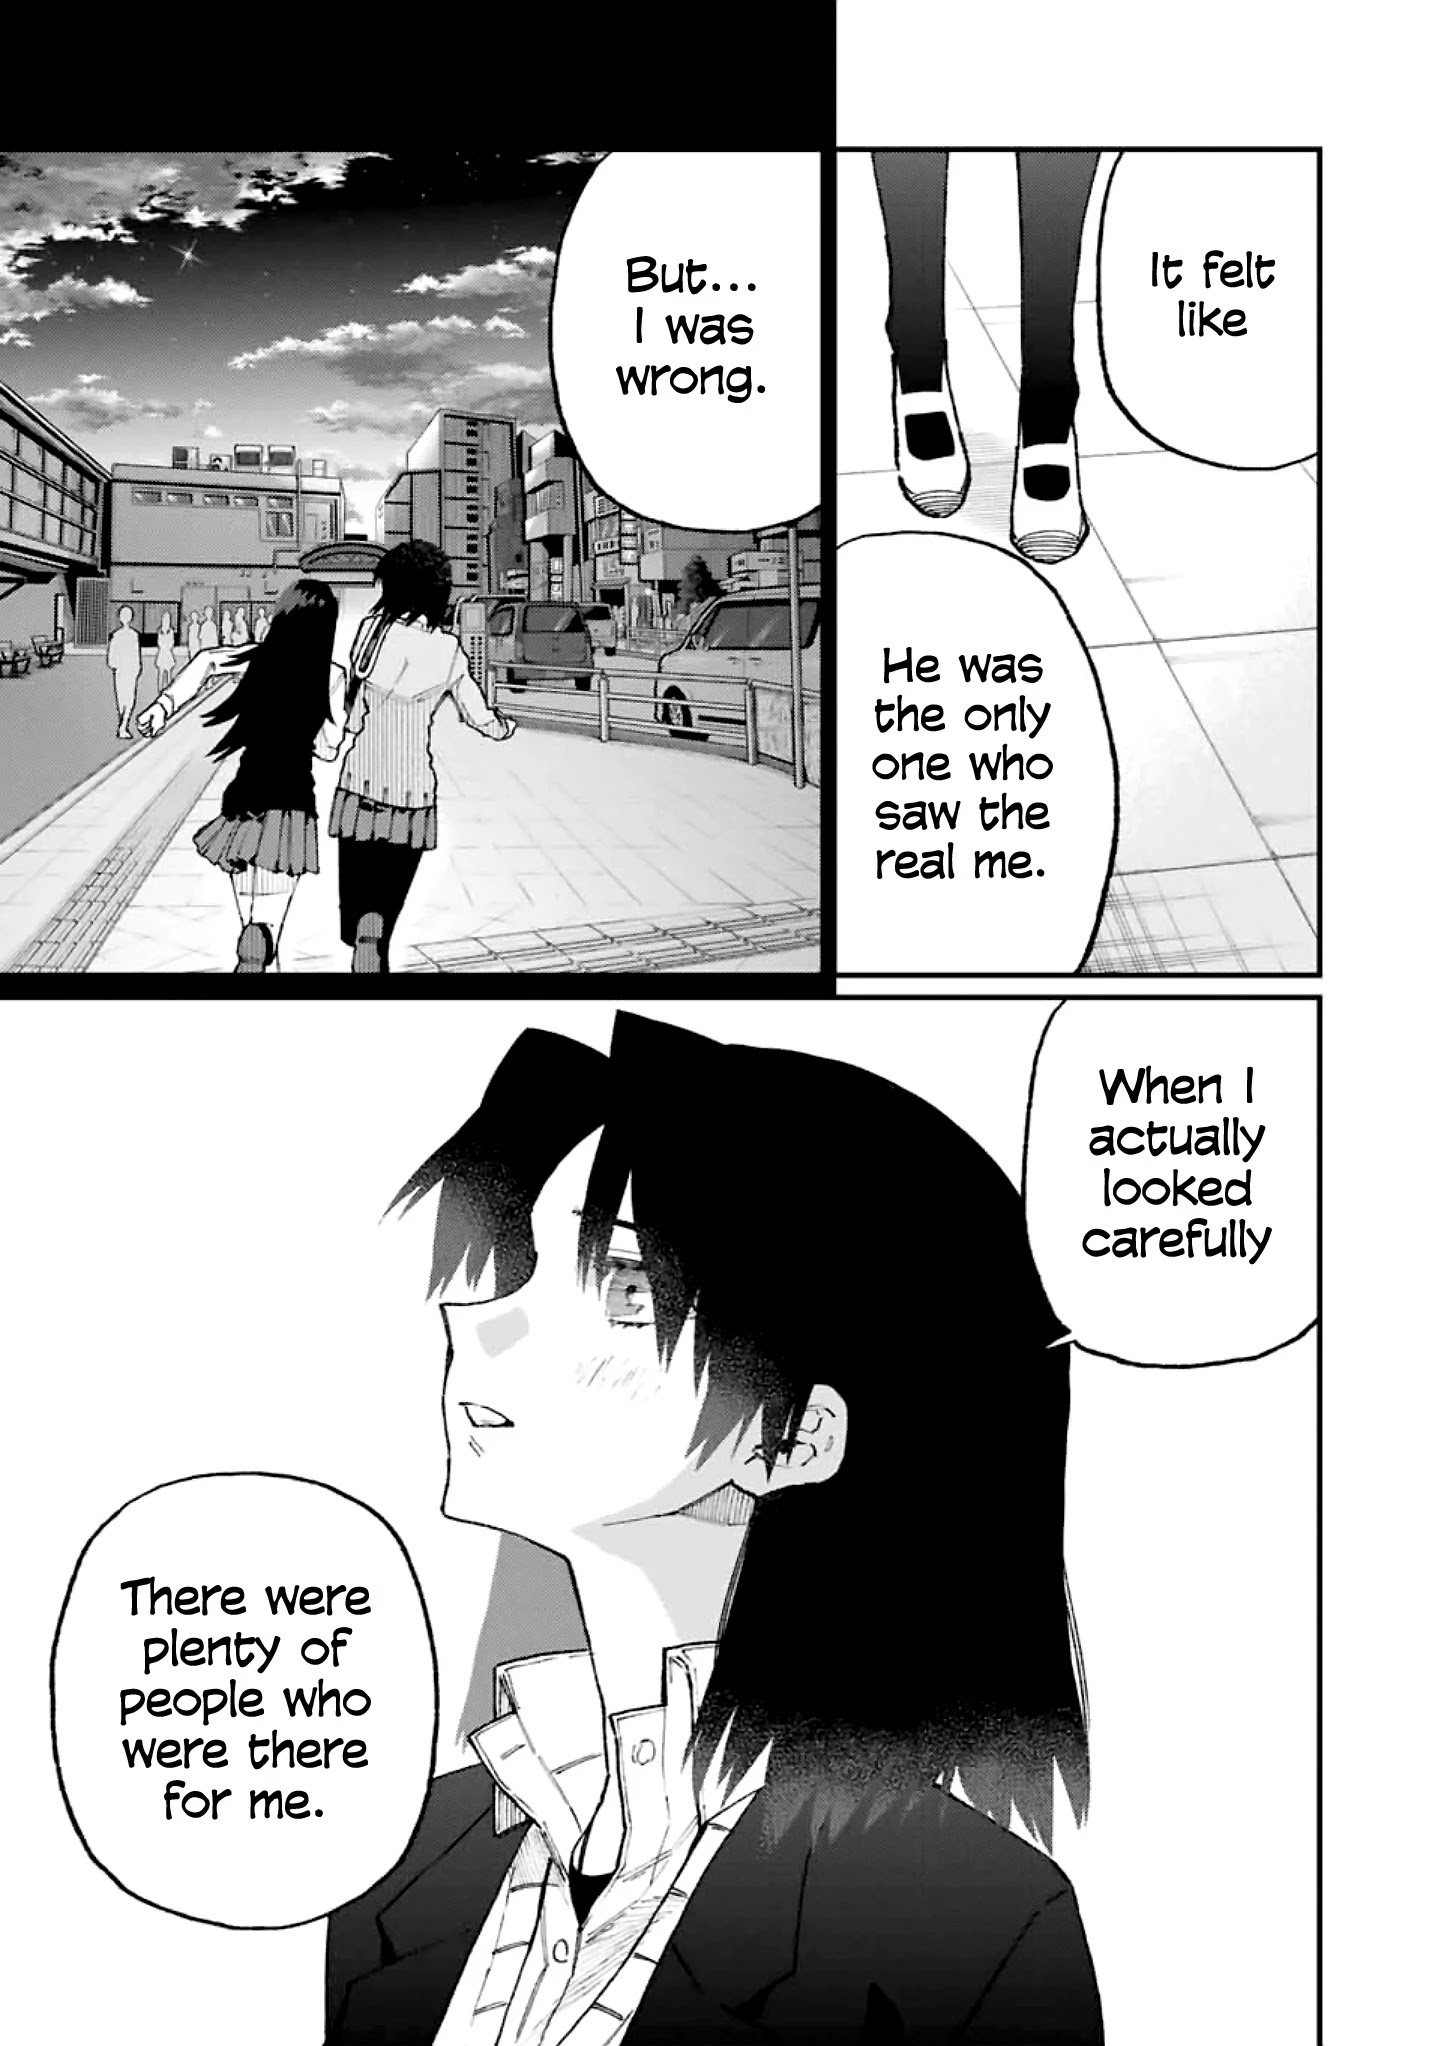 It felt
like
He was
the only
one who
saw the
real me.
But...
I was
wrong.
When I
actually
looked
carefully
There were
plenty of
people who
were there
for me.